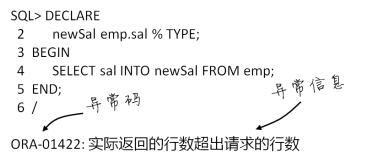 SQL> DECLARE
2 newSal emp.sal % TYPE;
3 BEGIN
4 SELECT sal INTO newSal FROM emp;
5 END;
6 /
异常码
异常信息
ORA-01422: 实际返回的行数超出请求的行数